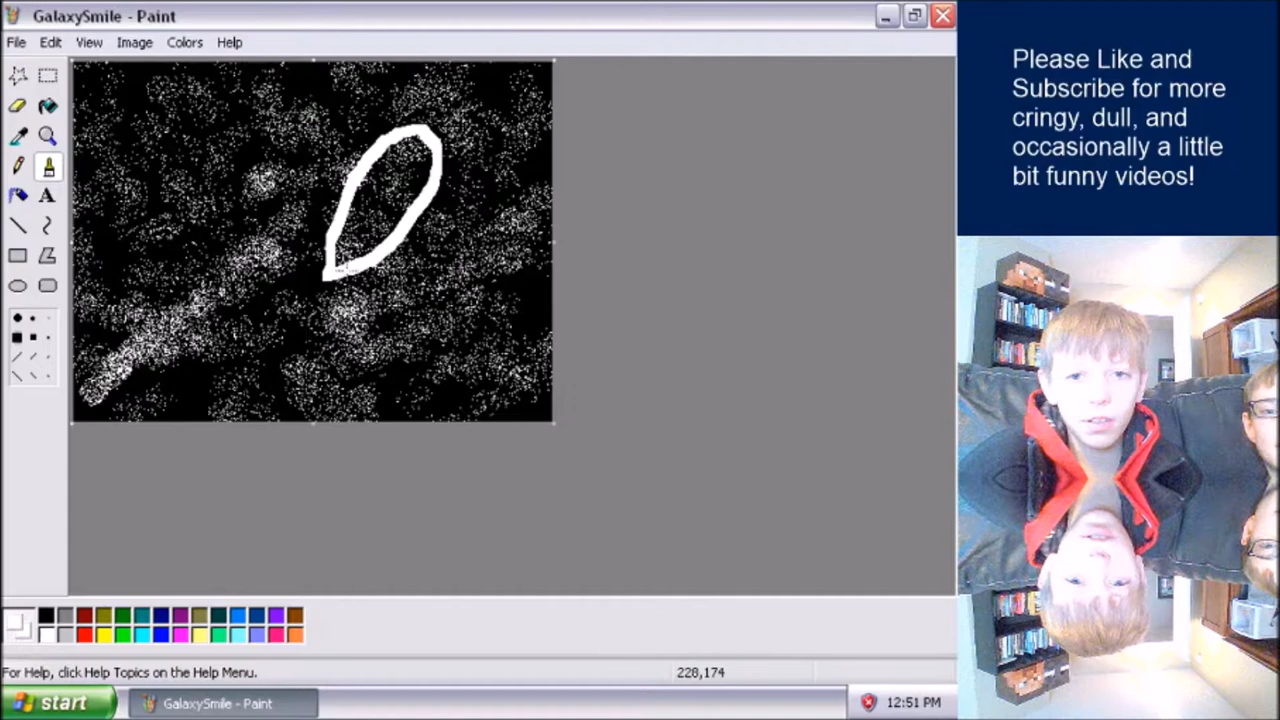 GalaxySmile - Paint
File Edit View Image Colors Help
A
For Help, click Help Topics on the Help Menu.
228,174
start
GalaxySmile - Paint
12:51 PM
Please Like and
Subscribe for more
cringy, dull, and
occasionally a little
bit funny videos!